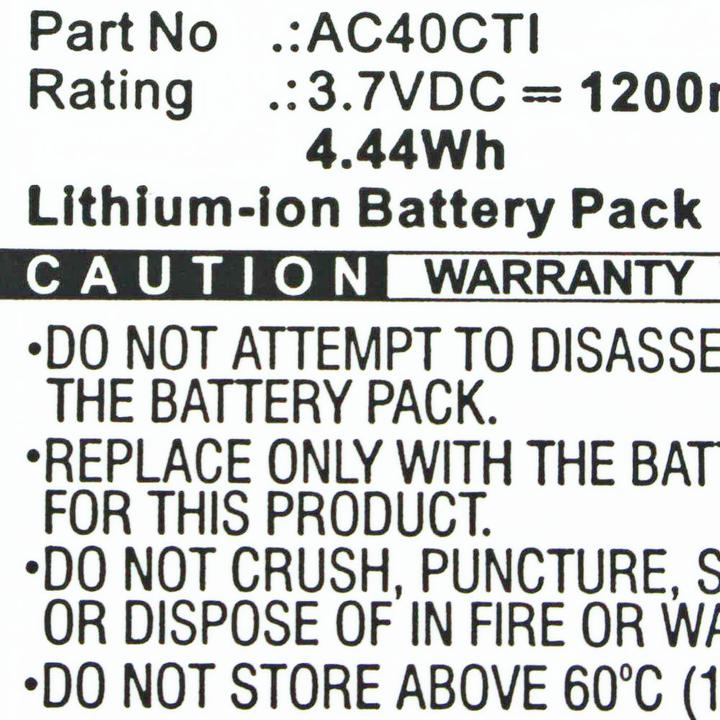 Part No .:AC40CTI
Rating .:3.7VDC ⎓ 1200
4.44Wh
Lithium-ion Battery Pack
CAUTION WARRANTY
•DO NOT ATTEMPT TO DISASSE
THE BATTERY PACK.
•REPLACE ONLY WITH THE BAT
FOR THIS PRODUCT.
•DO NOT CRUSH, PUNCTURE, S
OR DISPOSE OF IN FIRE OR WA
•DO NOT STORE ABOVE 60°C (1